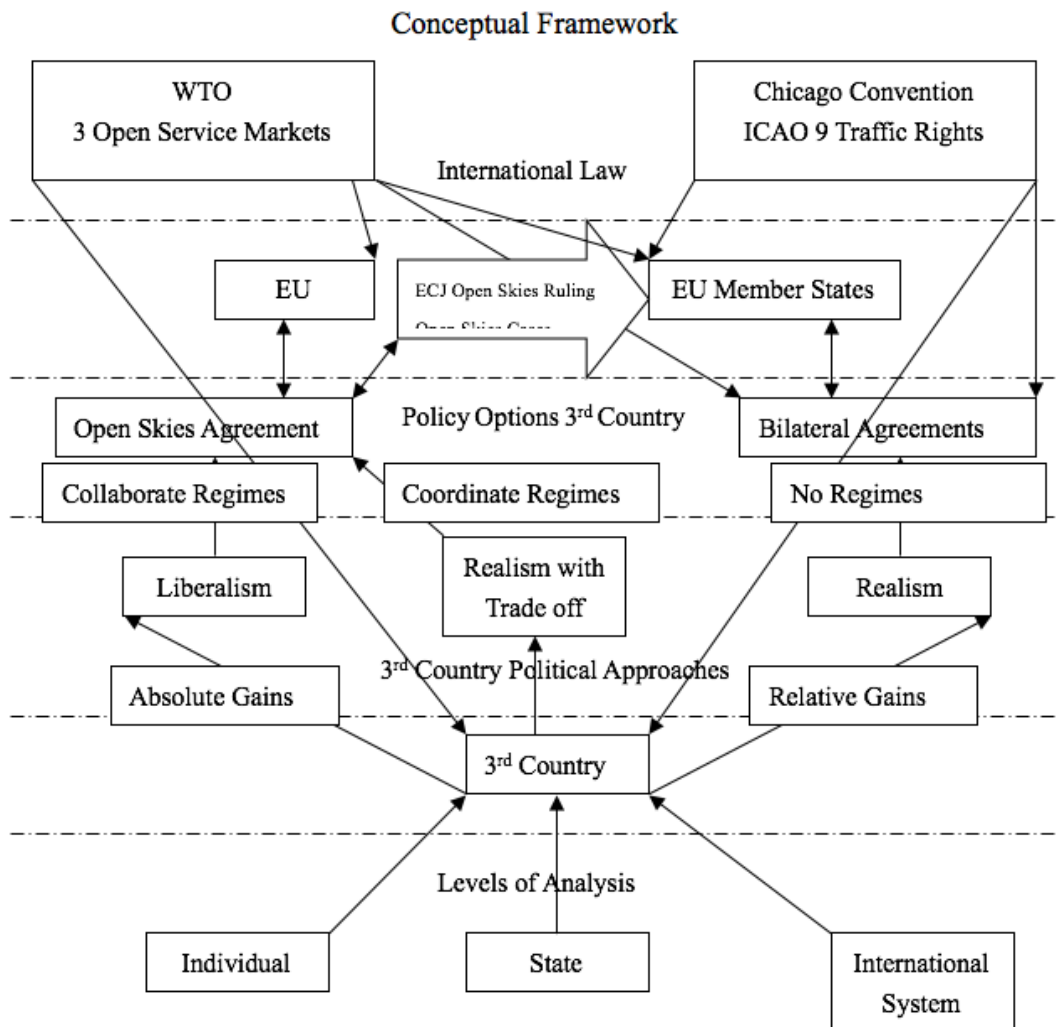 Conceptual Framework
WTO
3 Open Service Markets
Chicago Convention
ICAO 9 Traffic Rights
International Law
EU
ECJ Open Skies Ruling
Open Skies Cases
EU Member States
Open Skies Agreement
Policy Options 3rd Country
Bilateral Agreements
Collaborate Regimes
Coordinate Regimes
No Regimes
Liberalism
Realism with
Trade off
Realism
3rd Country Political Approaches
Absolute Gains
Relative Gains
3rd Country
Levels of Analysis
Individual
State
International
System